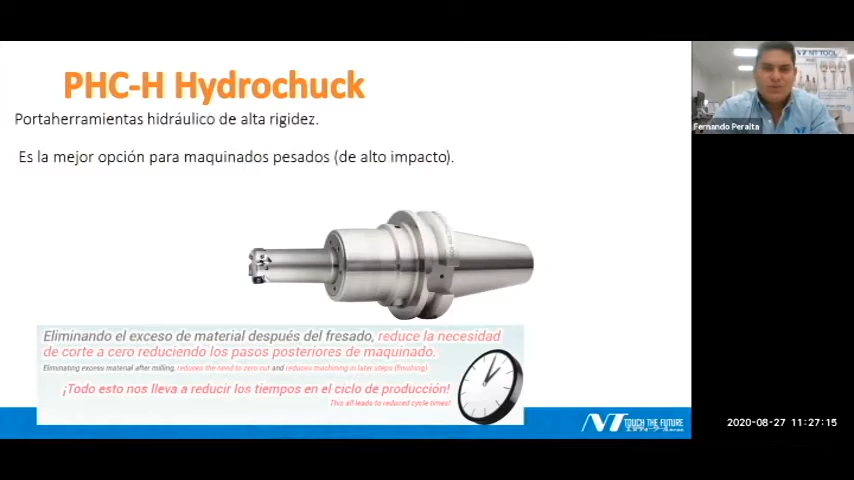 PHC-H Hydrochuck
Portaherramientas hidráulico de alta rigidez.
Es la mejor opción para maquinados pesados (de alto impacto).
NT TOOL
Fernando Peralta
Eliminando el exceso de material después del fresado, reduce la necesidad
de corte a cero reduciendo los pasos posteriores de maquinado.
Eliminating excess material after milling, reduces the need to zero cut and reduces machining in later steps (finishing).
¡Todo esto nos lleva a reducir los tiempos en el ciclo de producción!
This all leads to reduced cycle times!
NT TOUCH THE FUTURE
2020-08-27 11:27:15